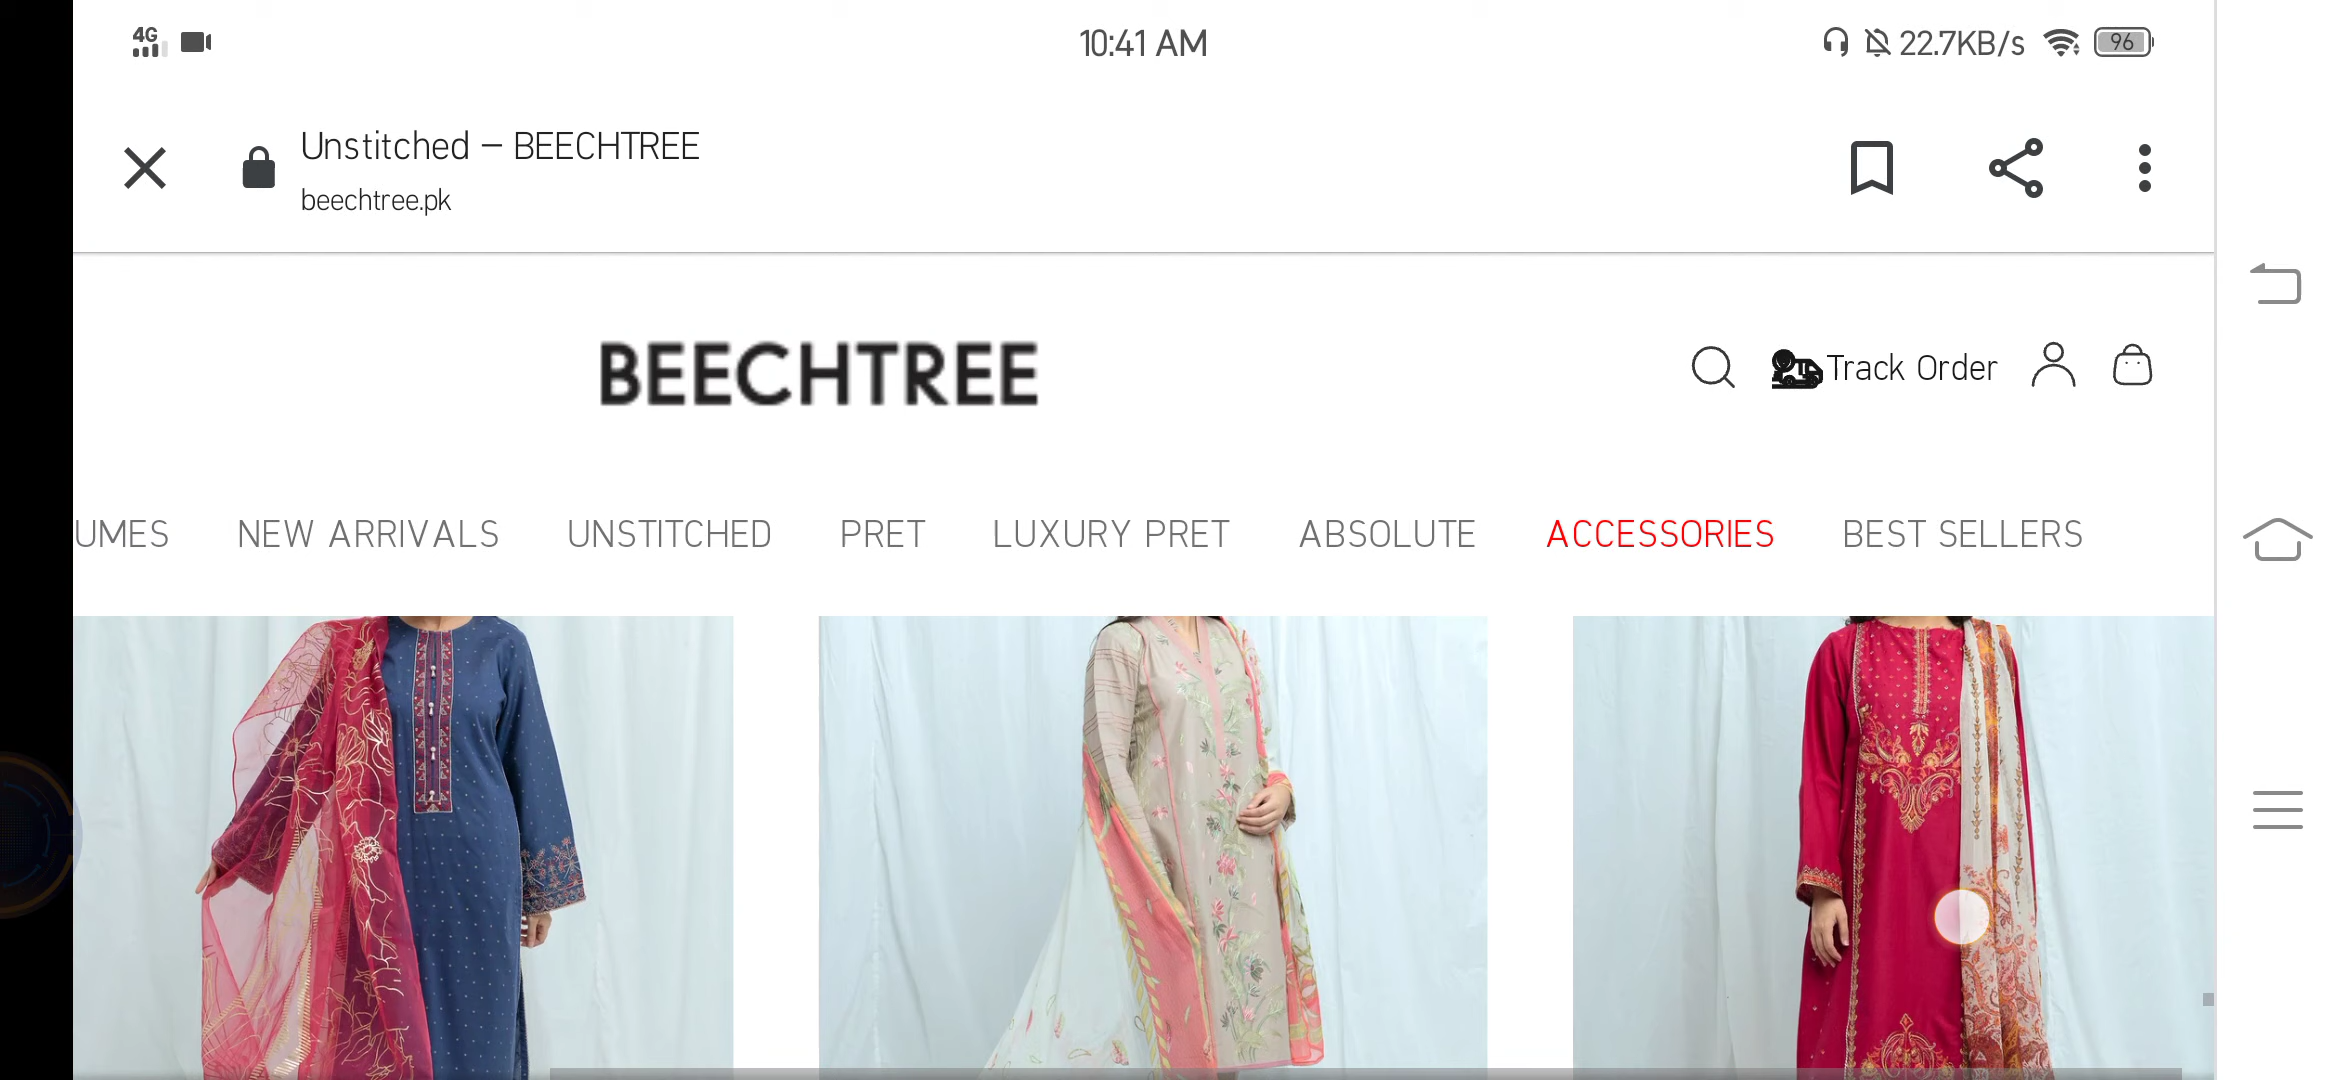 4G 10:41 AM 22.7KB/s 96
Unstitched – BEECHTREE
beechtree.pk
BEECHTREE
Track Order
UMES NEW ARRIVALS UNSTITCHED PRET LUXURY PRET ABSOLUTE ACCESSORIES BEST SELLERS